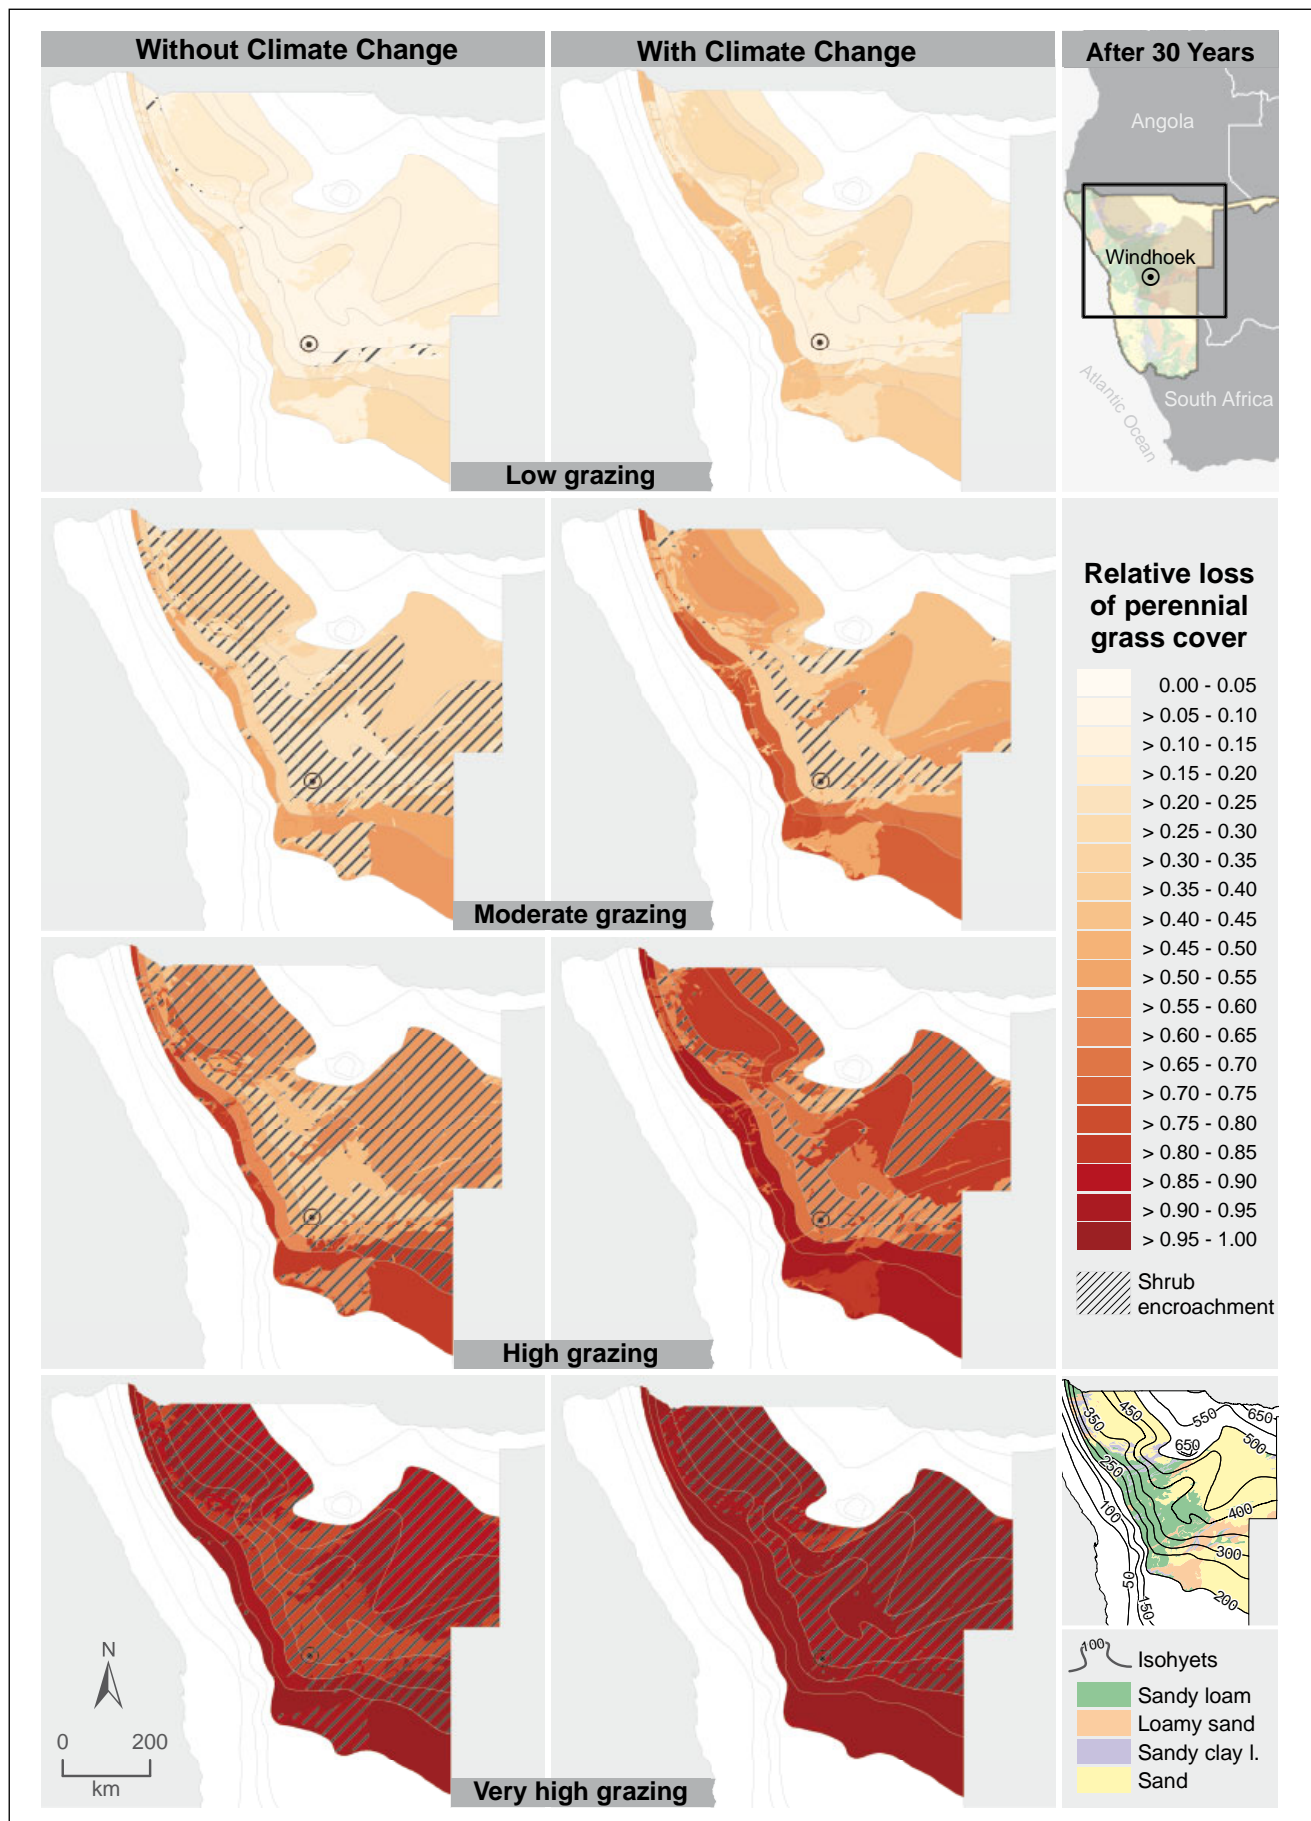 Without Climate Change
With Climate Change
After 30 Years
Angola
Windhoek
Atlantic Ocean
South Africa
Low grazing
Moderate grazing
High grazing
Very high grazing
Relative loss
of perennial
grass cover
0.00 - 0.05
> 0.05 - 0.10
> 0.10 - 0.15
> 0.15 - 0.20
> 0.20 - 0.25
> 0.25 - 0.30
> 0.30 - 0.35
> 0.35 - 0.40
> 0.40 - 0.45
> 0.45 - 0.50
> 0.50 - 0.55
> 0.55 - 0.60
> 0.60 - 0.65
> 0.65 - 0.70
> 0.70 - 0.75
> 0.75 - 0.80
> 0.80 - 0.85
> 0.85 - 0.90
> 0.90 - 0.95
> 0.95 - 1.00
Shrub
encroachment
350
450
550
650
650
500
250
100
400
300
50
150
200
N
0 200
km
100
Isohyets
Sandy loam
Loamy sand
Sandy clay l.
Sand